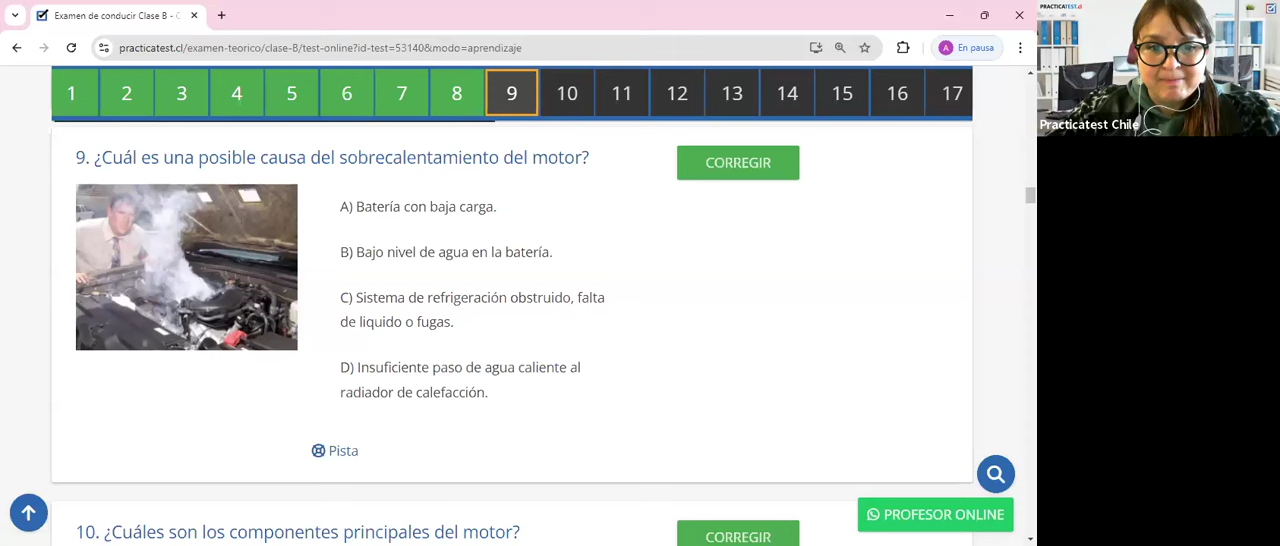 Examen de conducir Clase B - C
practicatest.cl/examen-teorico/clase-B/test-online?id-test=53140&modo=aprendizaje
A En pausa
PRACTICATEST.cl
Practicatest Chile
1 2 3 4 5 6 7 8 9 10 11 12 13 14 15 16 17
9. ¿Cuál es una posible causa del sobrecalentamiento del motor?
CORREGIR
A) Batería con baja carga.
B) Bajo nivel de agua en la batería.
C) Sistema de refrigeración obstruido, falta
de liquido o fugas.
D) Insuficiente paso de agua caliente al
radiador de calefacción.
Pista
PROFESOR ONLINE
10. ¿Cuáles son los componentes principales del motor?
CORREGIR